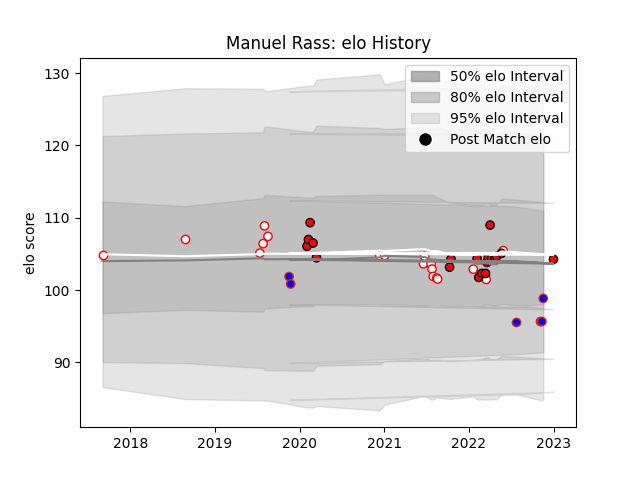 Manuel Rass: elo History
130
120
110
100
90
elo score
50% elo Interval
80% elo Interval
95% elo Interval
Post Match elo
2018
2019
2020
2021
2022
2023